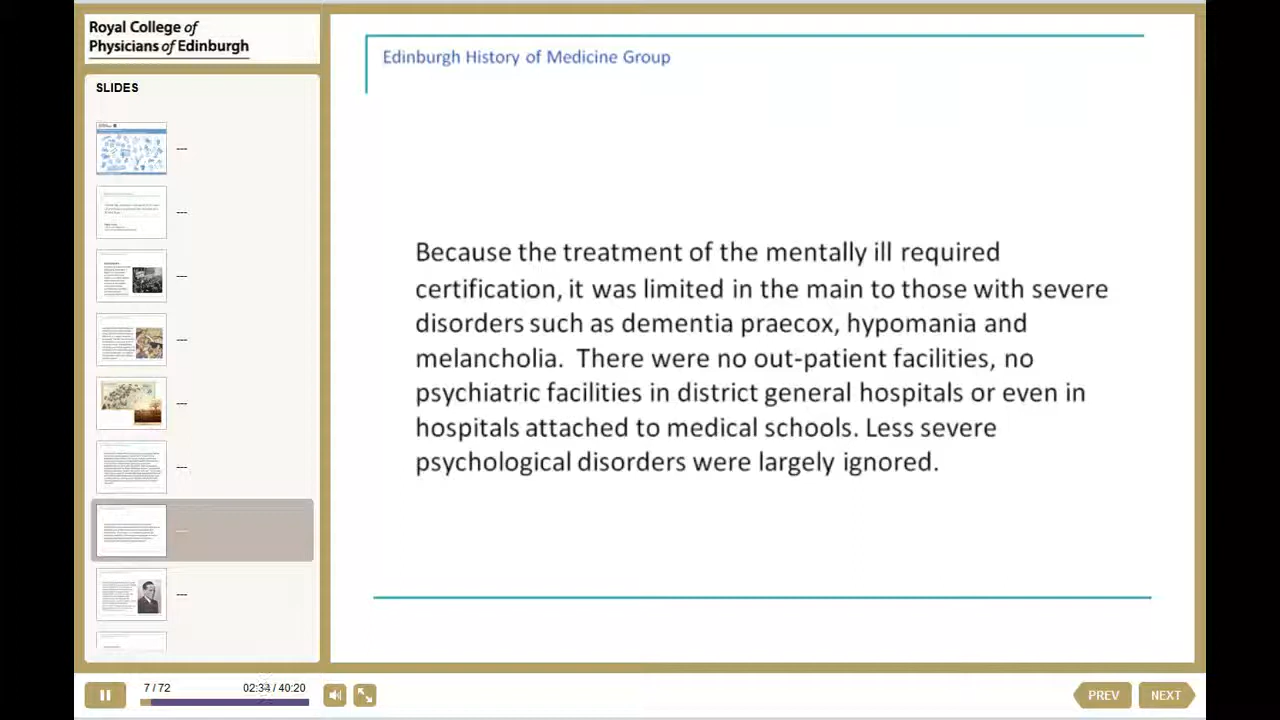 Royal College of
Physicians of Edinburgh
SLIDES
---
---
---
---
---
---
---
---
Edinburgh History of Medicine Group
Because the treatment of the mentally ill required
certification, it was limited in the main to those with severe
disorders such as dementia praecox, hypomania and
melancholia. There were no out-patient facilities, no
psychiatric facilities in district general hospitals or even in
hospitals attached to medical schools. Less severe
psychological disorders were largely ignored.
7 / 72
02:34 / 40:20
PREV
NEXT